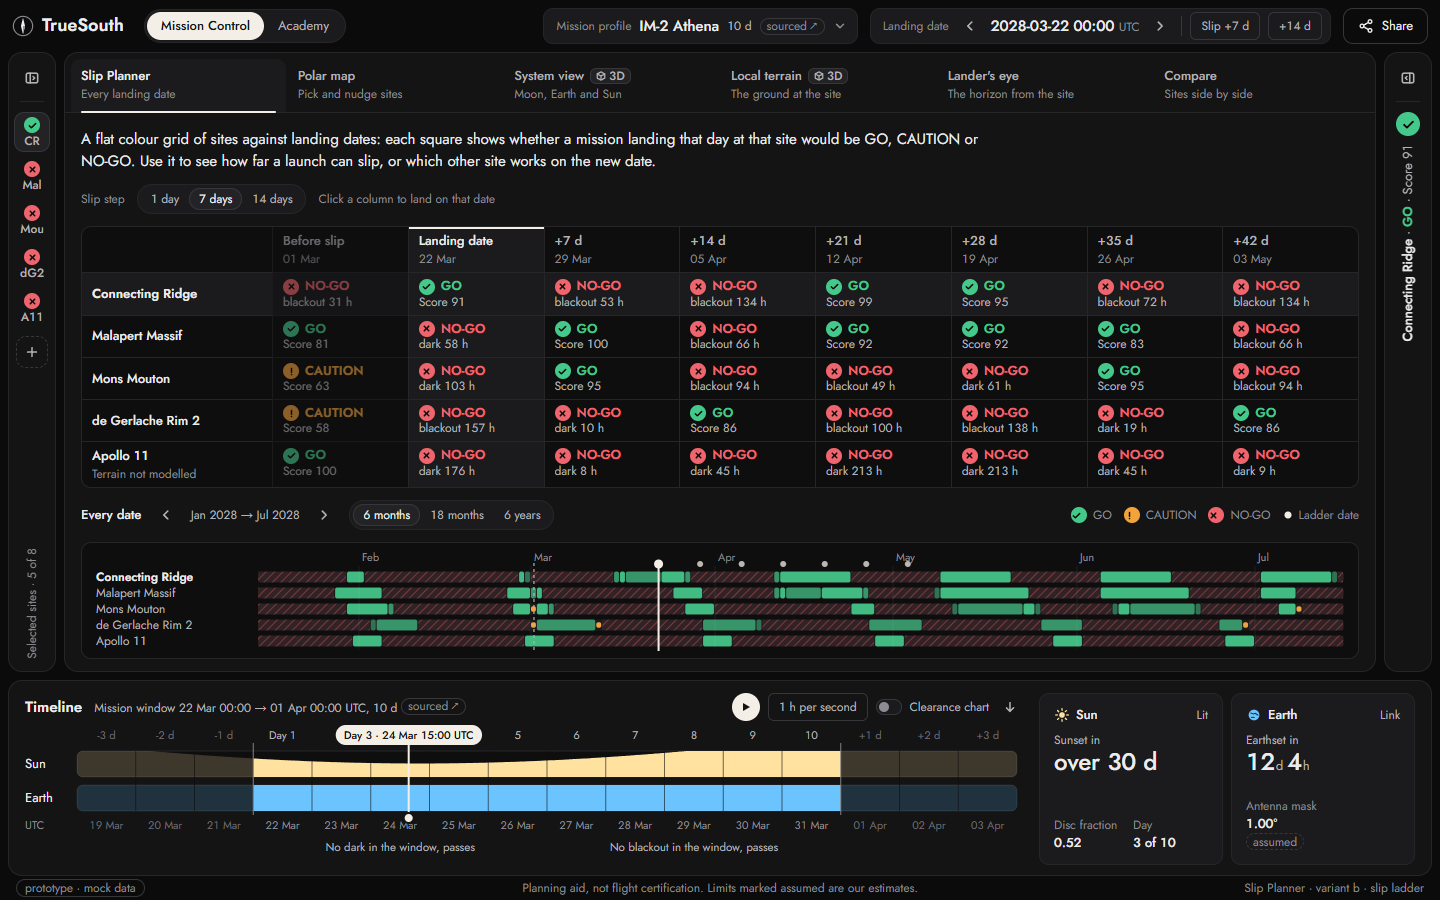 TrueSouth
Mission Control
Academy
Mission profile IM-2 Athena 10 d sourced ↗
Landing date 2028-03-22 00:00 UTC
Slip +7 d
+14 d
Share
Slip Planner
Every landing date
Polar map
Pick and nudge sites
System view 3D
Moon, Earth and Sun
Local terrain 3D
The ground at the site
Lander's eye
The horizon from the site
Compare
Sites side by side
CR
Mal
Mou
dG2
A11
Selected sites · 5 of 8
A flat colour grid of sites against landing dates: each square shows whether a mission landing that day at that site would be GO, CAUTION or
NO-GO. Use it to see how far a launch can slip, or which other site works on the new date.
Slip step 1 day 7 days 14 days Click a column to land on that date
Before slip Landing date +7 d +14 d +21 d +28 d +35 d +42 d
01 Mar 22 Mar 29 Mar 05 Apr 12 Apr 19 Apr 26 Apr 03 May
Connecting Ridge
NO-GO GO NO-GO NO-GO GO GO NO-GO NO-GO
blackout 31 h Score 91 blackout 53 h blackout 134 h Score 99 Score 95 blackout 72 h blackout 134 h
Malapert Massif
GO NO-GO GO NO-GO GO GO GO NO-GO
Score 81 dark 58 h Score 100 blackout 66 h Score 92 Score 92 Score 83 blackout 66 h
Mons Mouton
CAUTION NO-GO GO NO-GO NO-GO NO-GO GO NO-GO
Score 63 dark 103 h Score 95 blackout 94 h blackout 49 h dark 61 h Score 95 blackout 94 h
de Gerlache Rim 2
CAUTION NO-GO NO-GO GO NO-GO NO-GO NO-GO GO
Score 58 blackout 157 h dark 10 h Score 86 blackout 100 h blackout 138 h dark 19 h Score 86
Apollo 11
Terrain not modelled
GO NO-GO NO-GO NO-GO NO-GO NO-GO NO-GO NO-GO
Score 100 dark 176 h dark 8 h dark 45 h dark 213 h dark 213 h dark 45 h dark 9 h
Every date Jan 2028 → Jul 2028 6 months 18 months 6 years
GO CAUTION NO-GO Ladder date
Feb Mar Apr May Jun Jul
Connecting Ridge
Malapert Massif
Mons Mouton
de Gerlache Rim 2
Apollo 11
Connecting Ridge · GO · Score 91
Timeline Mission window 22 Mar 00:00 → 01 Apr 00:00 UTC, 10 d sourced ↗
1 h per second
Clearance chart
-3 d -2 d -1 d Day 1 Day 3 · 24 Mar 15:00 UTC 5 6 7 8 9 10 +1 d +2 d +3 d
Sun
Earth
UTC 19 Mar 20 Mar 21 Mar 22 Mar 23 Mar 24 Mar 25 Mar 26 Mar 27 Mar 28 Mar 29 Mar 30 Mar 31 Mar 01 Apr 02 Apr 03 Apr
No dark in the window, passes
No blackout in the window, passes
Sun Lit
Sunset in
over 30 d
Disc fraction Day
0.52 3 of 10
Earth Link
Earthset in
12d 4h
Antenna mask
1.00°
assumed
prototype · mock data
Planning aid, not flight certification. Limits marked assumed are our estimates.
Slip Planner · variant b · slip ladder